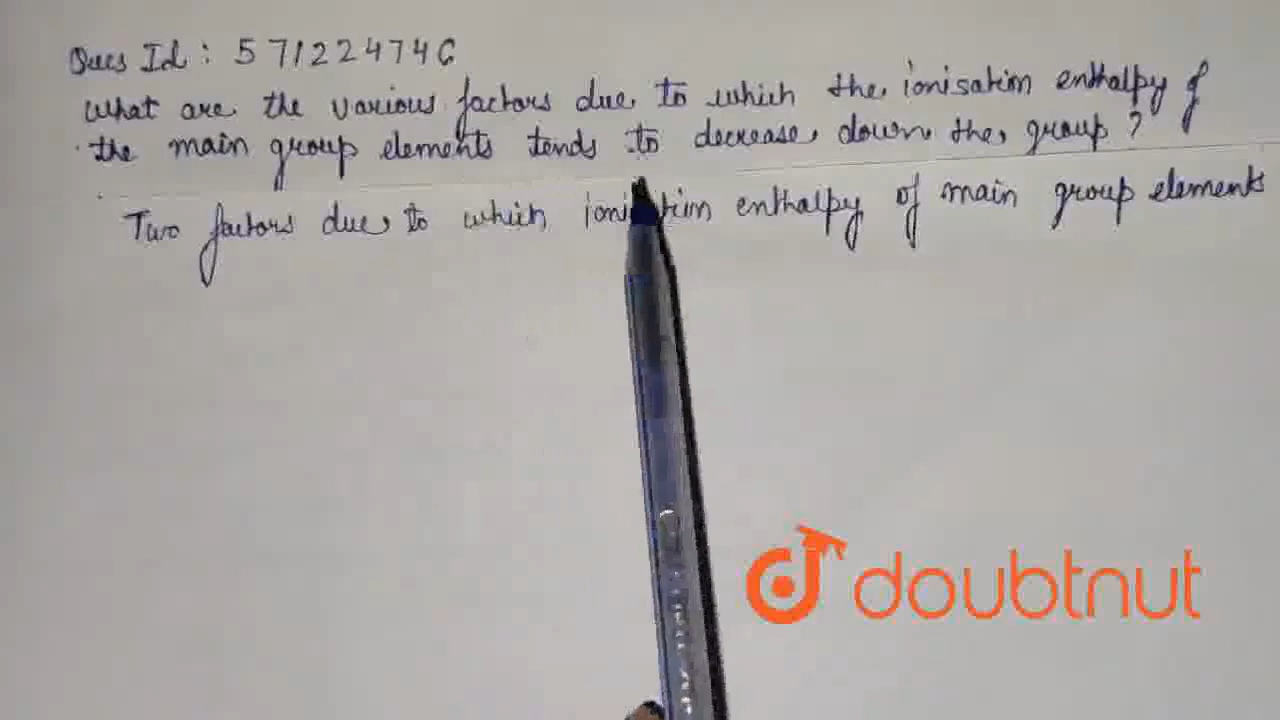 Ques Id : 571224746
What are the various factors due to which the ionisation enthalpy of
the main group elements tends to decrease down the group ?
Two factors due to which ionisation enthalpy of main group elements
doubtnut